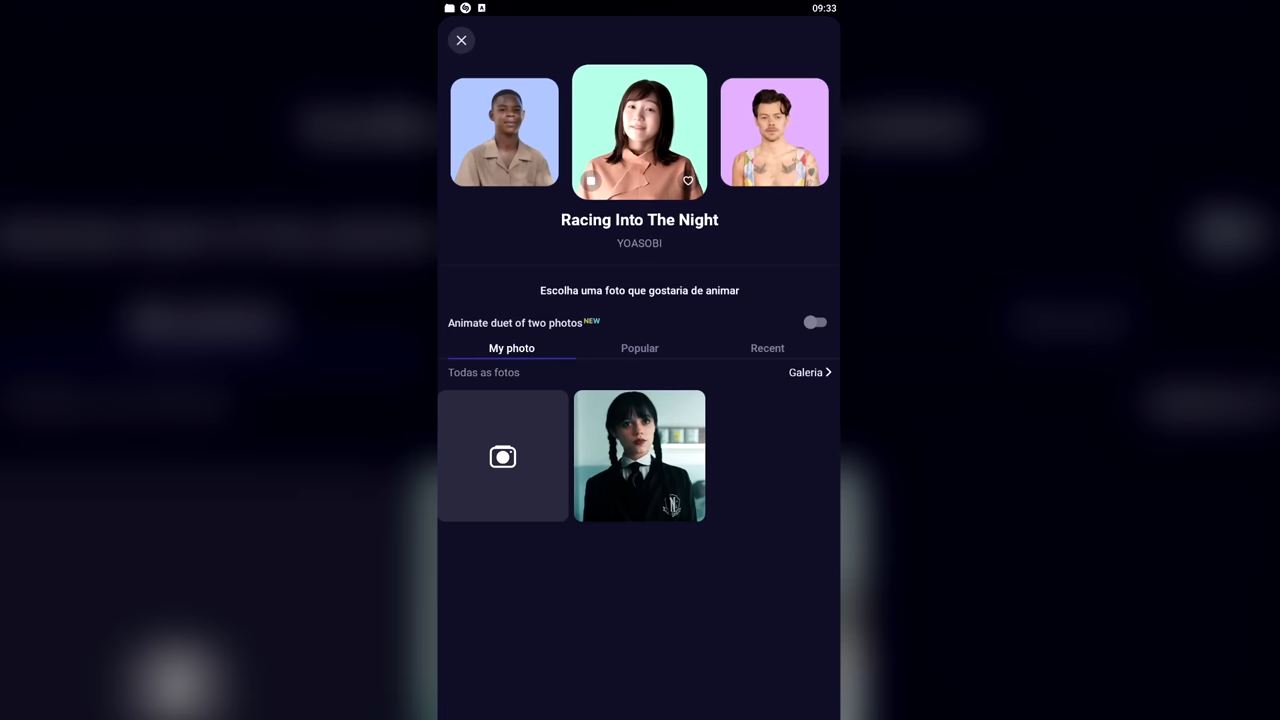 09:33
Racing Into The Night
YOASOBI
Escolha uma foto que gostaria de animar
Animate duet of two photos NEW
My photo Popular Recent
Todas as fotos Galeria